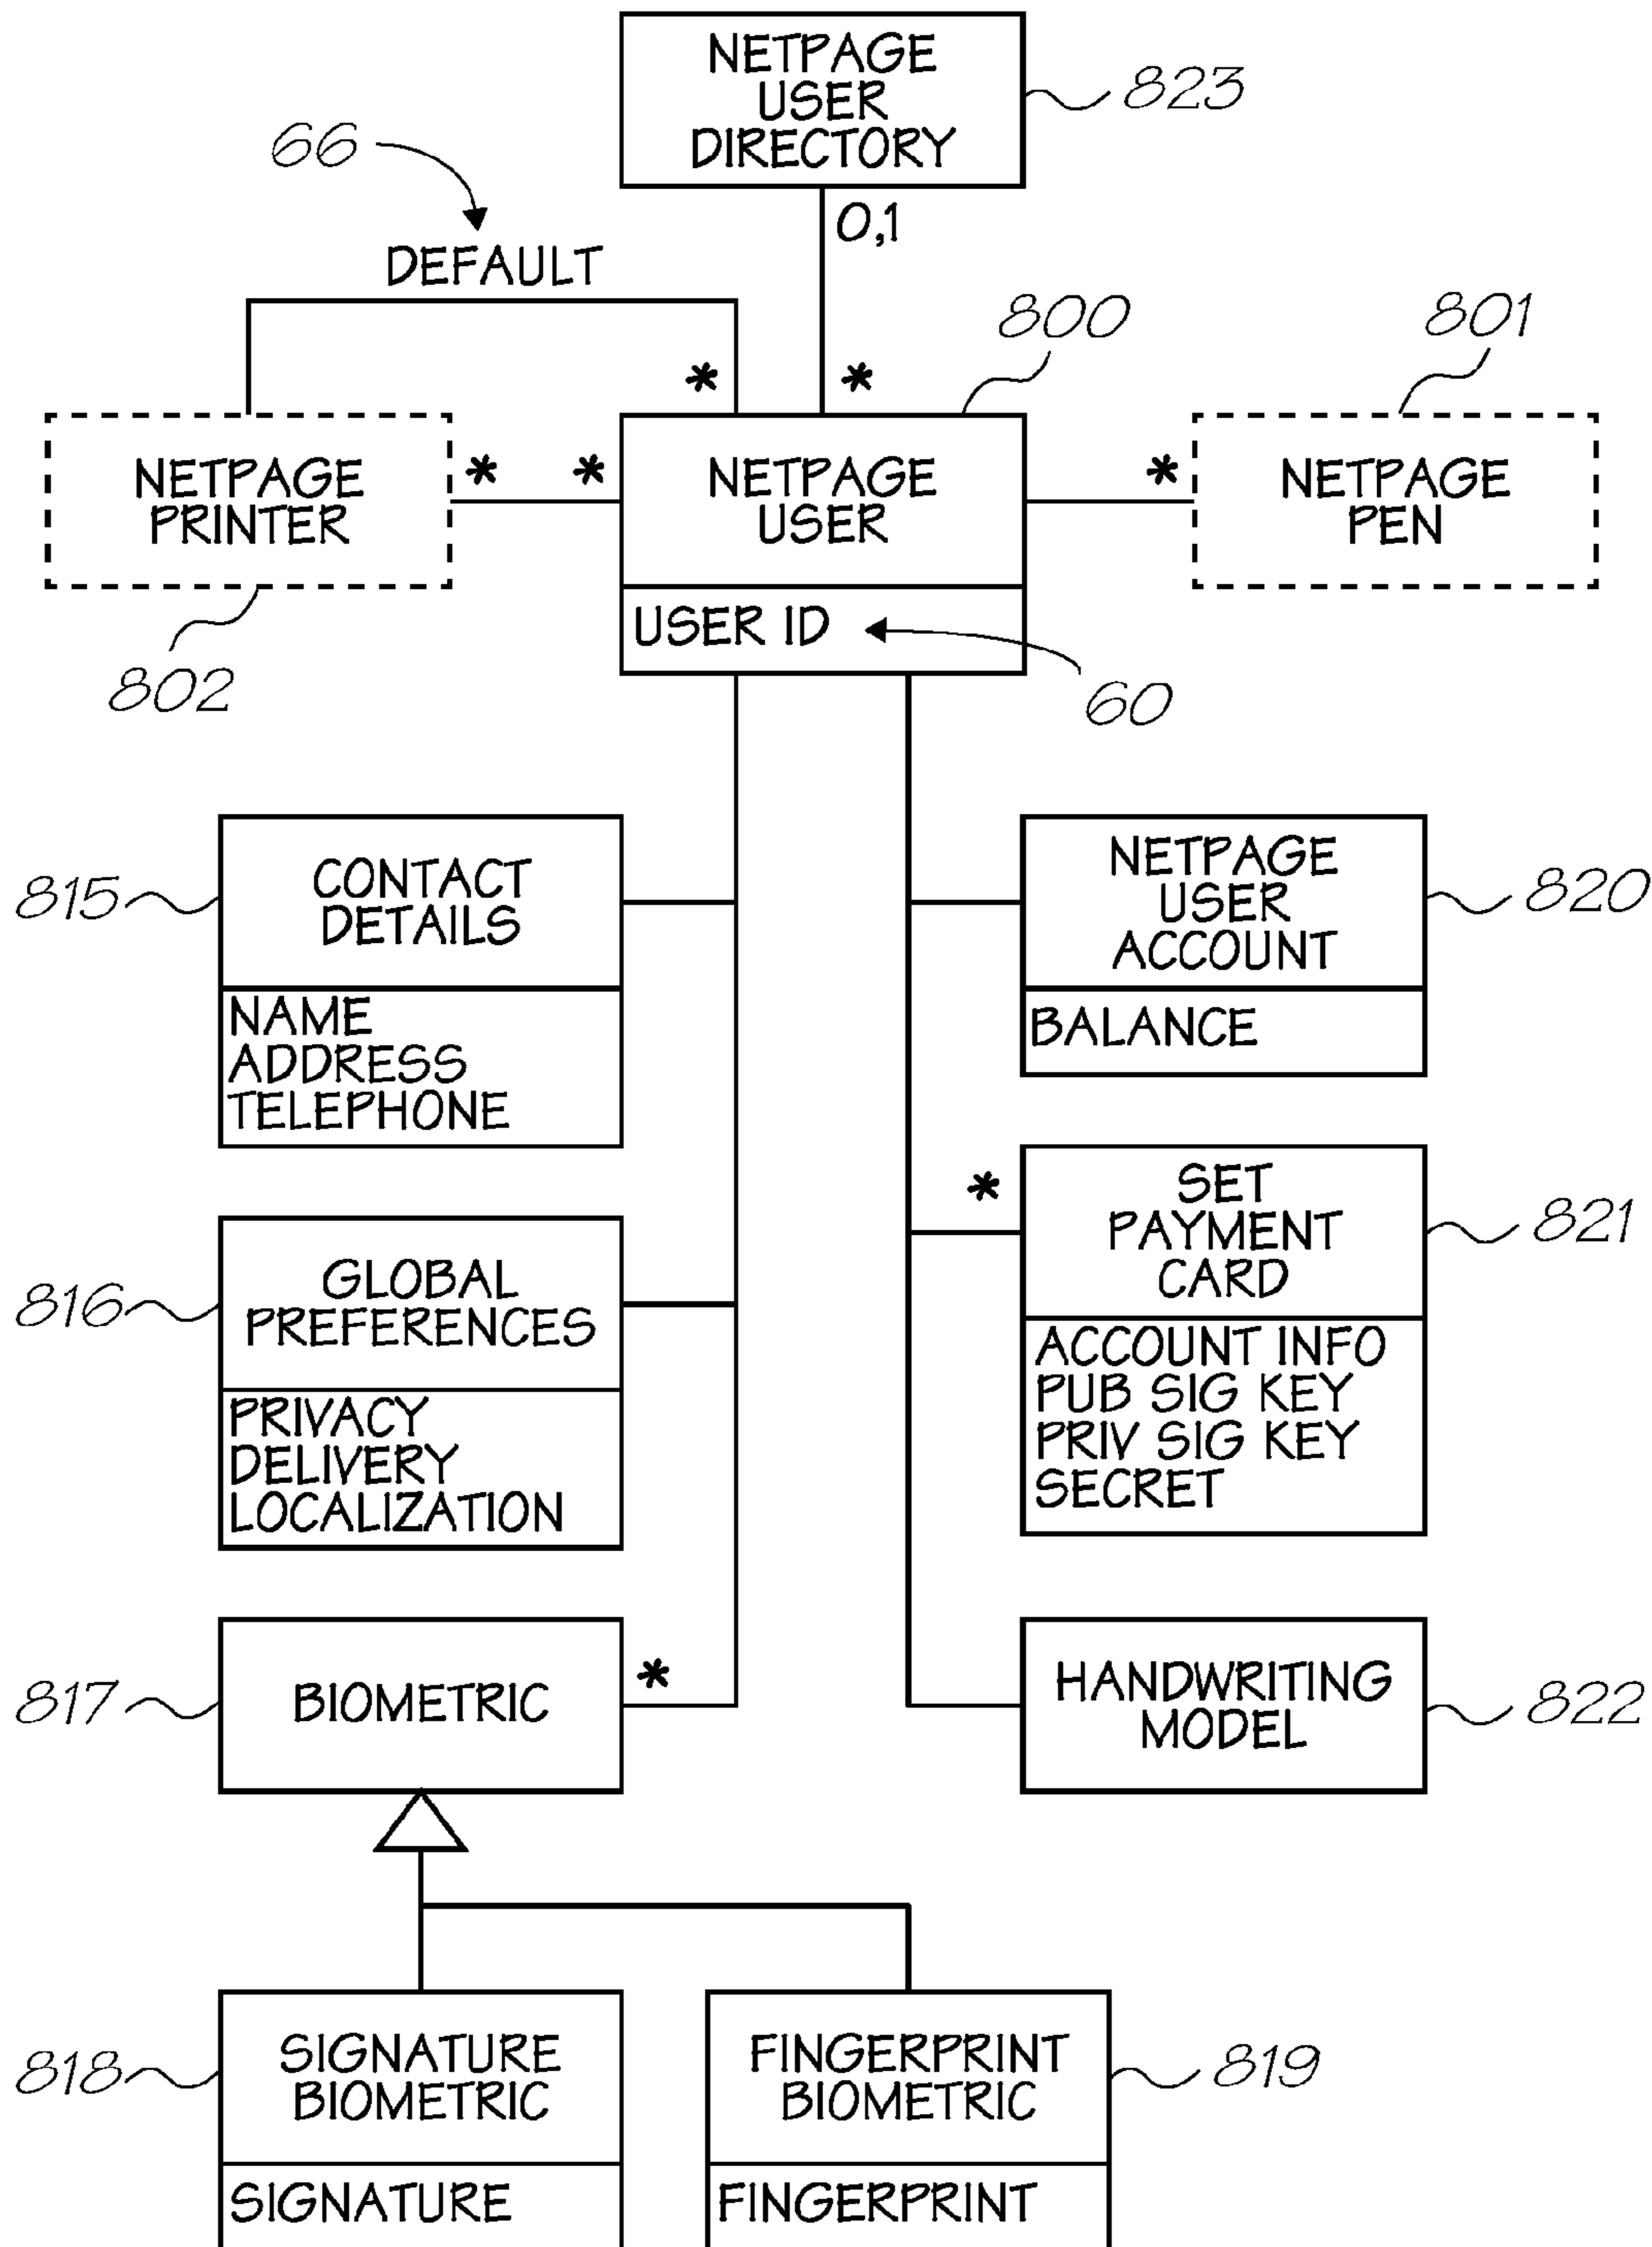 NETPAGE
USER
DIRECTORY
823
66
0,1
DEFAULT
800
801
*
*
NETPAGE
PRINTER
*
*
NETPAGE
USER
*
NETPAGE
PEN
USER ID
802
60
815
CONTACT
DETAILS
NAME
ADDRESS
TELEPHONE
NETPAGE
USER
ACCOUNT
820
BALANCE
816
GLOBAL
PREFERENCES
PRIVACY
DELIVERY
LOCALIZATION
*
SET
PAYMENT
CARD
821
ACCOUNT INFO
PUB SIG KEY
PRIV SIG KEY
SECRET
817
BIOMETRIC
*
HANDWRITING
MODEL
822
818
SIGNATURE
BIOMETRIC
SIGNATURE
FINGERPRINT
BIOMETRIC
819
FINGERPRINT